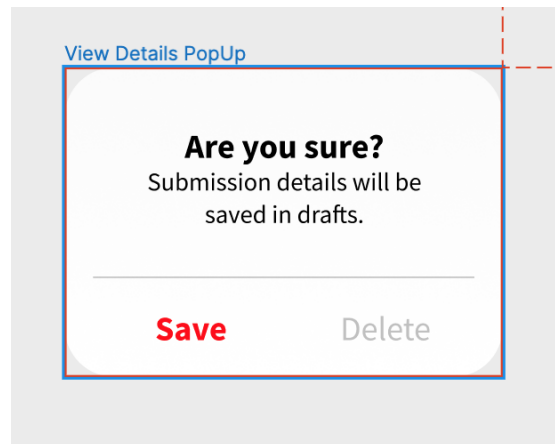 View Details PopUp
Are you sure?
Submission details will be
saved in drafts.
Save
Delete